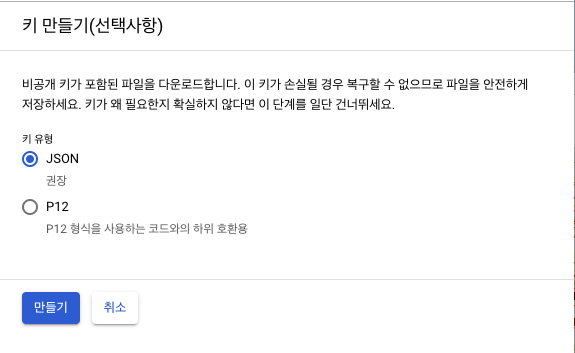 키 만들기(선택사항)
비공개 키가 포함된 파일을 다운로드합니다. 이 키가 손실될 경우 복구할 수 없으므로 파일을 안전하게
저장하세요. 키가 왜 필요한지 확실하지 않다면 이 단계를 일단 건너뛰세요.
키 유형
JSON
권장
P12
P12 형식을 사용하는 코드와의 하위 호환용
만들기 취소